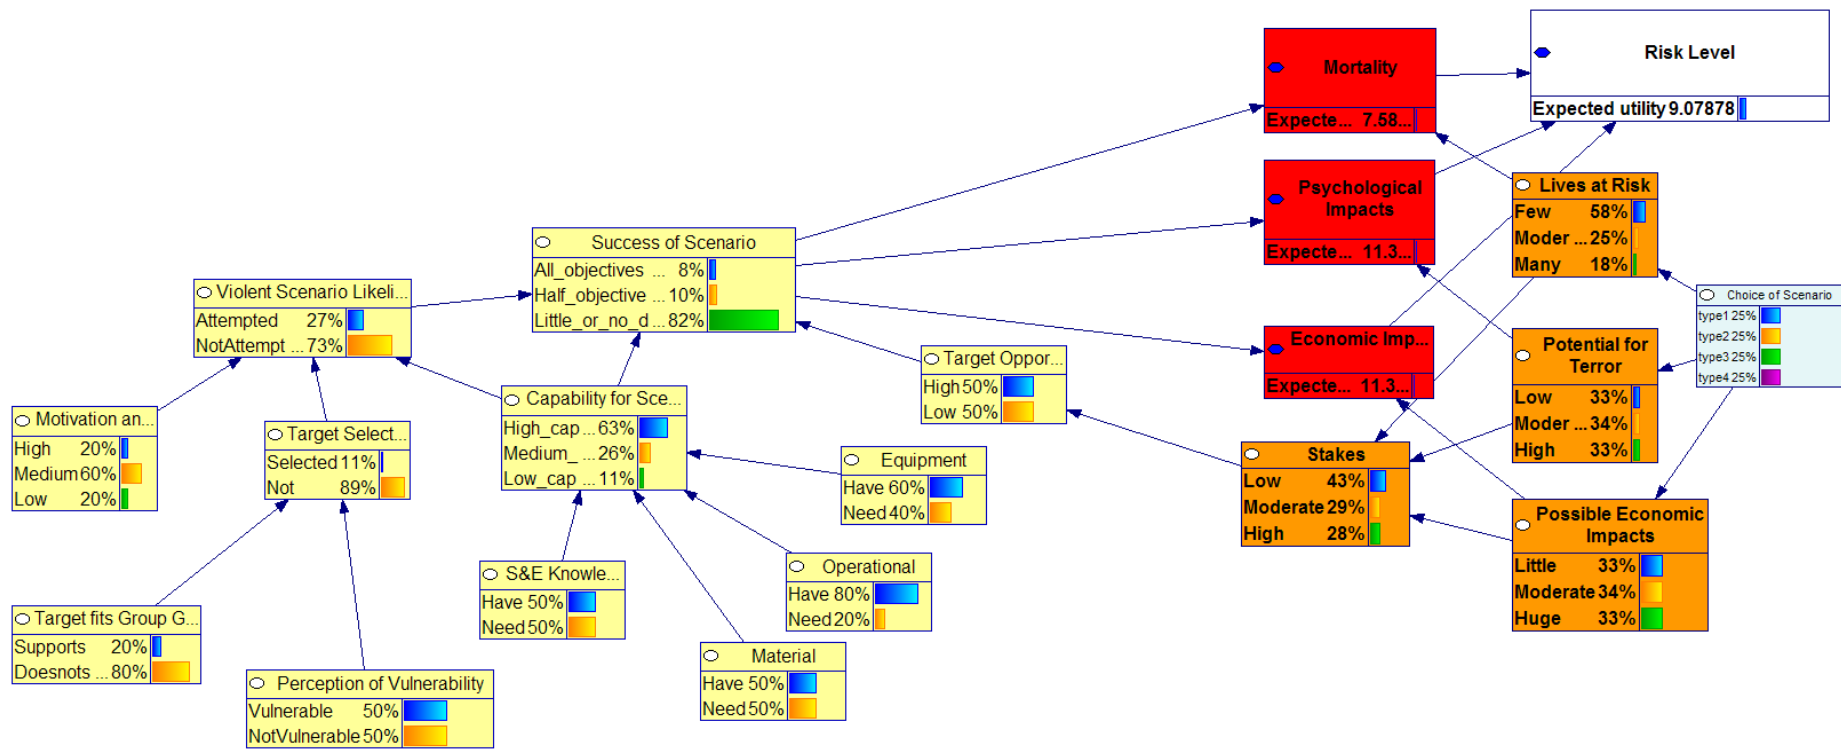 Mortality
Expecte... 7.58...
Risk Level
Expected utility 9.07878
Psychological
Impacts
Expecte... 11.3...
Lives at Risk
Few 58%
Moder ... 25%
Many 18%
Success of Scenario
All_objectives ... 8%
Half_objective ... 10%
Little_or_no_d ... 82%
Violent Scenario Likeli...
Attempted 27%
NotAttempt ... 73%
Choice of Scenario
type1 25%
type2 25%
type3 25%
type4 25%
Economic Imp...
Expecte... 11.3...
Potential for
Terror
Low 33%
Moder ... 34%
High 33%
Target Oppor...
High 50%
Low 50%
Capability for Sce...
High_cap ... 63%
Medium_ ... 26%
Low_cap ... 11%
Motivation an...
High 20%
Medium 60%
Low 20%
Target Select...
Selected 11%
Not 89%
Equipment
Have 60%
Need 40%
Stakes
Low 43%
Moderate 29%
High 28%
Possible Economic
Impacts
Little 33%
Moderate 34%
Huge 33%
S&E Knowle...
Have 50%
Need 50%
Operational
Have 80%
Need 20%
Target fits Group G...
Supports 20%
Doesnots ... 80%
Material
Have 50%
Need 50%
Perception of Vulnerability
Vulnerable 50%
NotVulnerable 50%